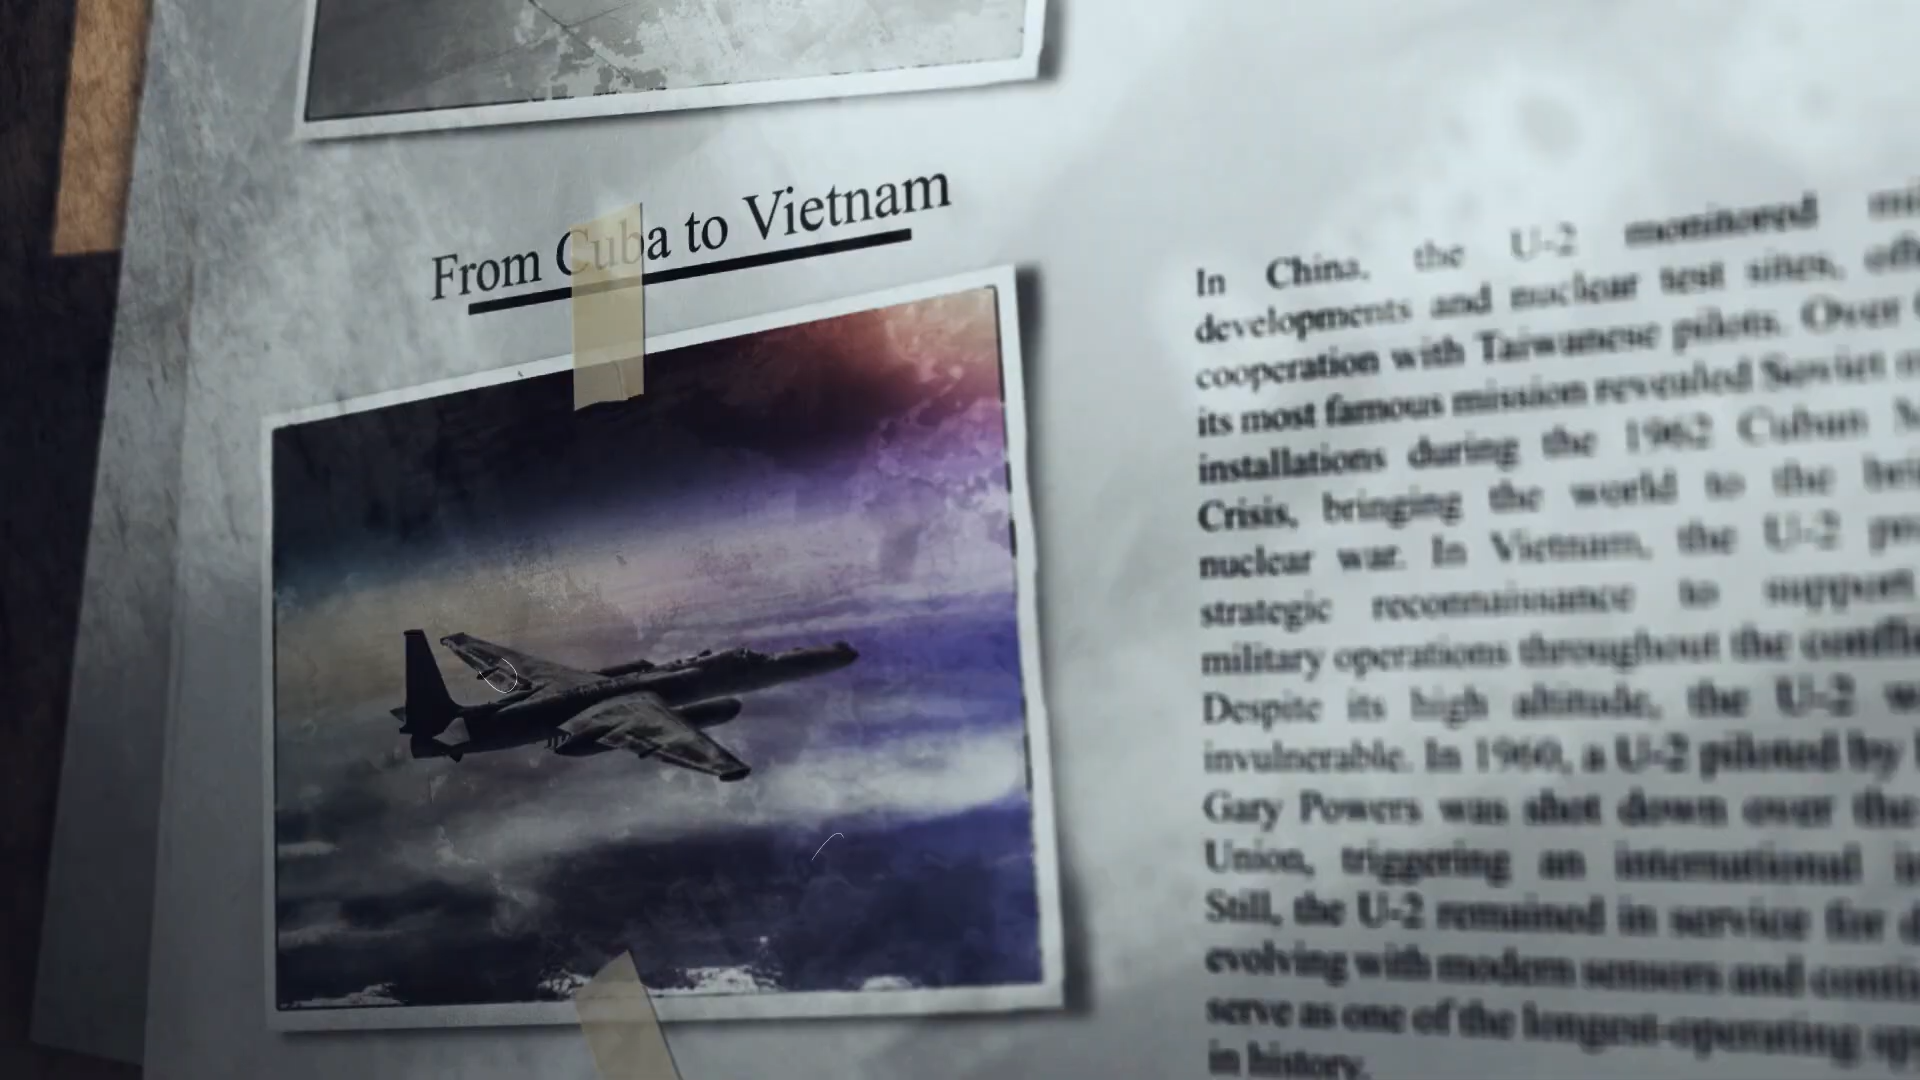 From Cuba to Vietnam
In China, the U-2 monitored
developments and nuclear test sites,
cooperation with Taiwanese pilots. Over
its most famous mission revealed Soviet
installations during the 1962 Cuban
Crisis, bringing the world to the
nuclear war. In Vietnam, the U-2
strategic reconnaissance to support
military operations throughout the
Despite its high altitude, the U-2
invulnerable. In 1960, a U-2 piloted by
Gary Powers was shot down over the
Union, triggering an international
Still, the U-2 remained in service for
evolving with modern sensors and
serve as one of the longest-operating
in history.